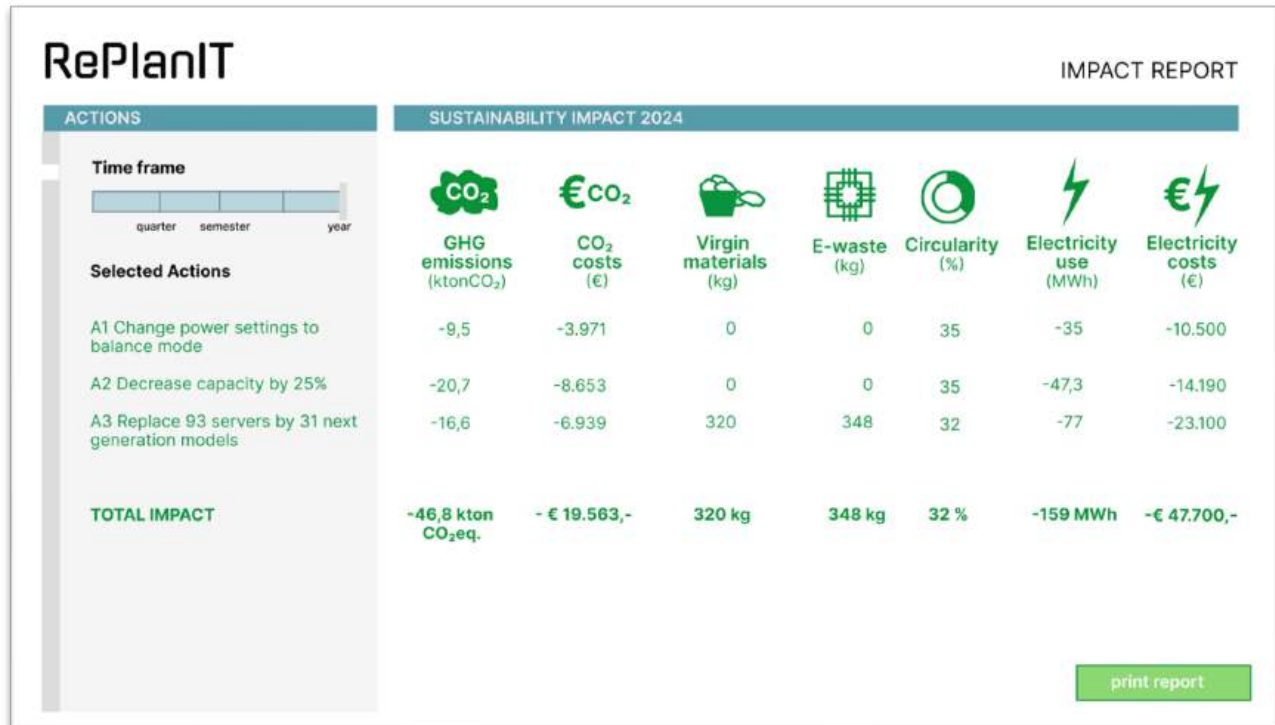 RePlanIT
IMPACT REPORT
ACTIONS
SUSTAINABILITY IMPACT 2024
Time frame
quarter semester year
Selected Actions
CO₂
€CO₂
€
GHG emissions (ktonCO₂)
CO₂ costs (€)
Virgin materials (kg)
E-waste (kg)
Circularity (%)
Electricity use (MWh)
Electricity costs (€)
A1 Change power settings to
balance mode
-9,5 -3.971 0 0 35 -35 -10.500
A2 Decrease capacity by 25% -20,7 -8.653 0 0 35 -47,3 -14.190
A3 Replace 93 servers by 31 next
generation models
-16,6 -6.939 320 348 32 -77 -23.100
TOTAL IMPACT -46,8 kton - € 19.563,- 320 kg 348 kg 32 % -159 MWh -€ 47.700,-
CO₂eq.
print report